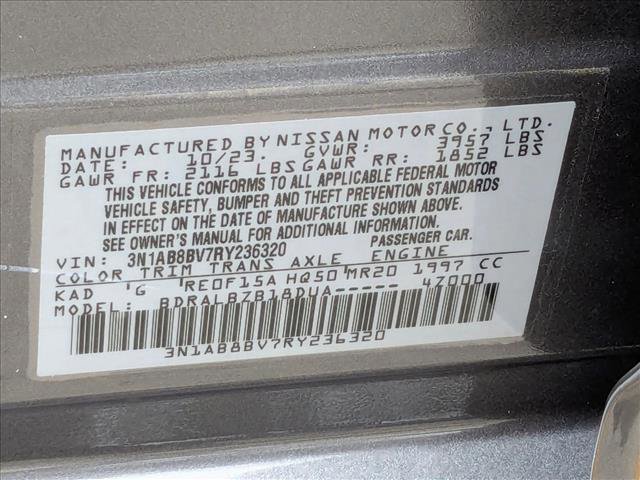 MANUFACTURED BY NISSAN MOTOR CO., LTD.
DATE: 10/23. GVWR: 3957 LBS
GAWR FR: 2116 LBS GAWR RR: 1852 LBS
THIS VEHICLE CONFORMS TO ALL APPLICABLE FEDERAL MOTOR
VEHICLE SAFETY, BUMPER AND THEFT PREVENTION STANDARDS
IN EFFECT ON THE DATE OF MANUFACTURE SHOWN ABOVE.
SEE OWNER'S MANUAL FOR ADDITIONAL INFORMATION.
VIN: 3N1AB8BV7RY236320 PASSENGER CAR.
COLOR TRIM TRANS AXLE ENGINE
KAD 'G 'RE0F15A HQ50 MR20 1997 CC
MODEL: BDRALBZB18DUA----- 4Z000
3N1AB8BV7RY236320